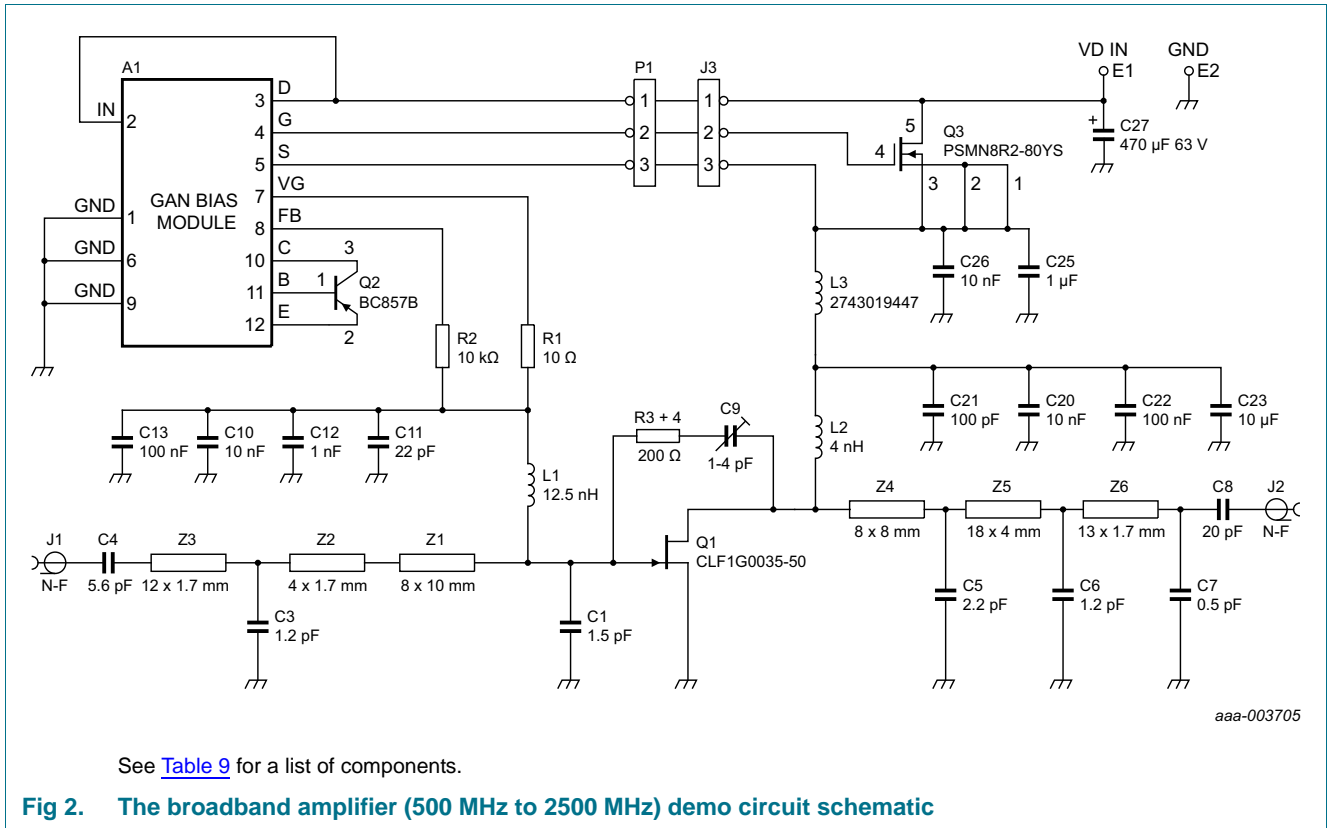 VD IN GND
A1 P1 J3 E1 E2
D
IN 3 1 1
2 G
4 2 2
S
5 3 3
5 Q3
4 PSMN8R2-80YS
3 2 1
+ C27
470 µF 63 V
VG
GAN BIAS
MODULE
7
GND 1
FB
8
C 3
10
GND 6
B 1 Q2
11 BC857B
GND 9
E
12 2
C26
10 nF
C25
1 µF
L3
2743019447
R2
10 kΩ
R1
10 Ω
C13
100 nF
C10
10 nF
C12
1 nF
C11
22 pF
R3 + 4
200 Ω
C9
1-4 pF
C21
100 pF
C20
10 nF
C22
100 nF
C23
10 µF
L2
4 nH
L1
12.5 nH
J1
N-F
C4
5.6 pF
Z3
12 x 1.7 mm
Z2
4 x 1.7 mm
Z1
8 x 10 mm
Q1
CLF1G0035-50
Z4
8 x 8 mm
Z5
18 x 4 mm
Z6
13 x 1.7 mm
C8
20 pF
J2
N-F
C3
1.2 pF
C1
1.5 pF
C5
2.2 pF
C6
1.2 pF
C7
0.5 pF
aaa-003705
See Table 9 for a list of components.
Fig 2. The broadband amplifier (500 MHz to 2500 MHz) demo circuit schematic